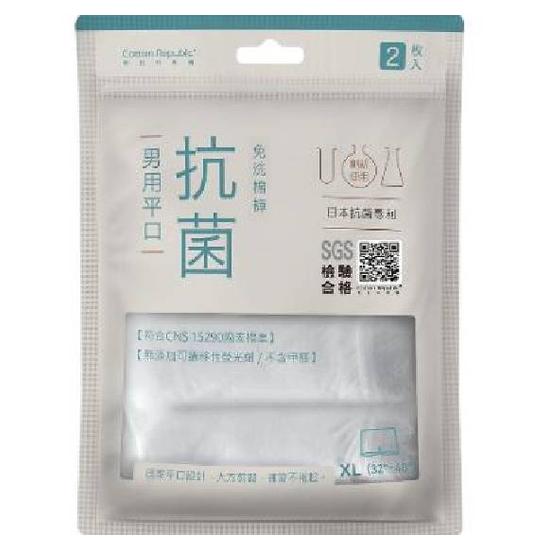 Cotton Republic
2枚入
抗菌
免洗棉褲
男用平口
日本抗菌專利
SGS
檢驗
合格
【符合CNS 15290國家標準】
【無添加可遷移性螢光劑/不含甲醛】
XL